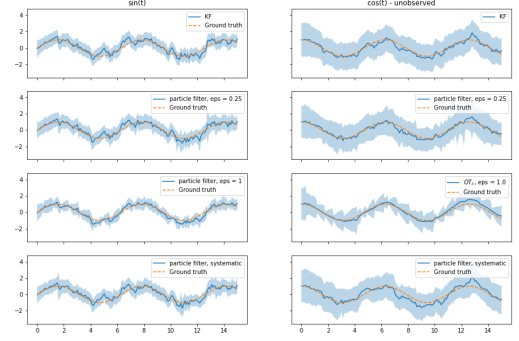 sin(t)
cos(t) - unobserved
KF
Ground truth
KF
Ground truth
4
2
0
−2
particle filter, eps = 0.25
Ground truth
particle filter, eps = 0.25
Ground truth
4
2
0
−2
particle filter, eps = 1
Ground truth
OTε, eps = 1.0
Ground truth
4
2
0
−2
particle filter, systematic
Ground truth
particle filter, systematic
Ground truth
4
2
0
−2
0 2 4 6 8 10 12 14
0 2 4 6 8 10 12 14